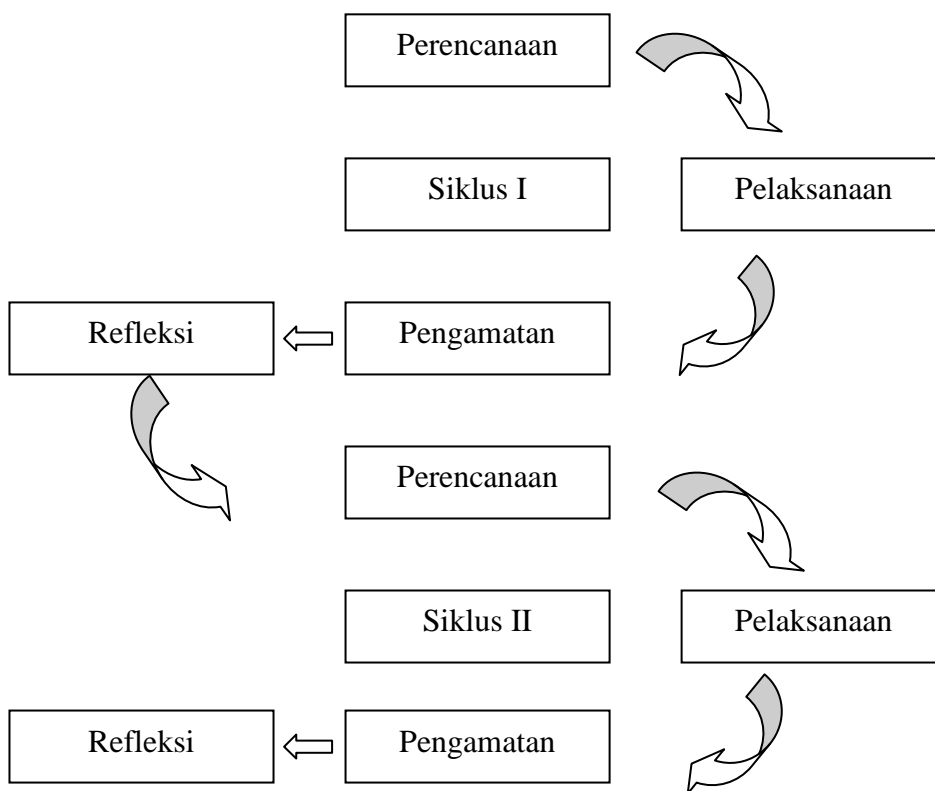 Perencanaan
Siklus I
Pelaksanaan
Refleksi
Pengamatan
Perencanaan
Siklus II
Pelaksanaan
Refleksi
Pengamatan